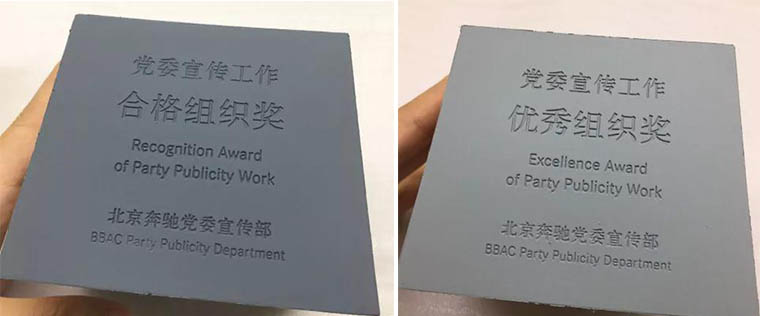 党委宣传工作
合格组织奖
Recognition Award
of Party Publicity Work
北京奔驰党委宣传部
BBAC Party Publicity Department
党委宣传工作
优秀组织奖
Excellence Award
of Party Publicity Work
北京奔驰党委宣传部
BBAC Party Publicity Department